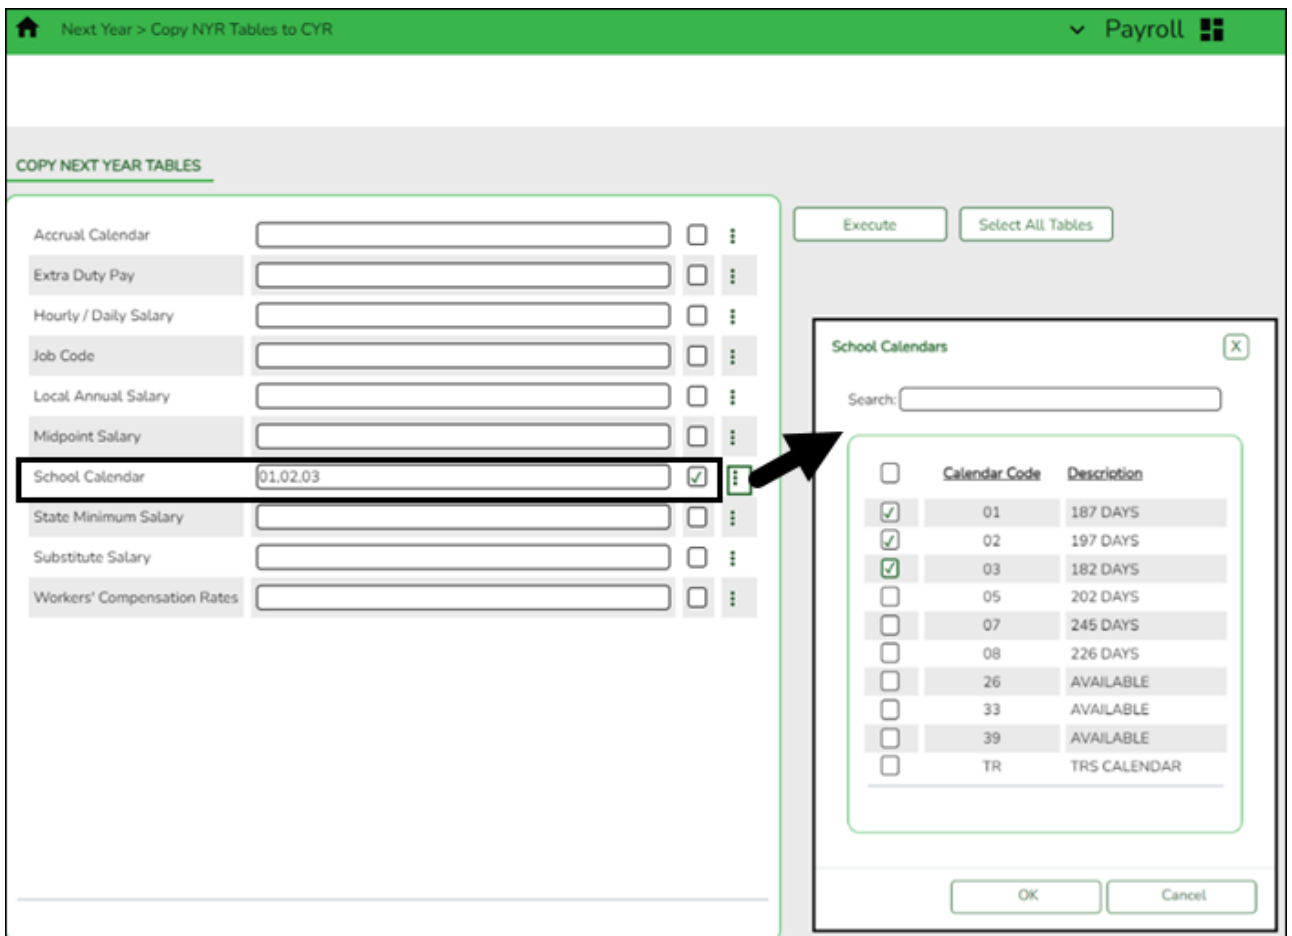 Next Year > Copy NYR Tables to CYR
Payroll
COPY NEXT YEAR TABLES
Accrual Calendar
Extra Duty Pay
Hourly / Daily Salary
Job Code
Local Annual Salary
Midpoint Salary
School Calendar 01,02,03
State Minimum Salary
Substitute Salary
Workers' Compensation Rates
Execute
Select All Tables
School Calendars
X
Search:
Calendar Code Description
01 187 DAYS
02 197 DAYS
03 182 DAYS
05 202 DAYS
07 245 DAYS
08 226 DAYS
26 AVAILABLE
33 AVAILABLE
39 AVAILABLE
TR TRS CALENDAR
OK
Cancel